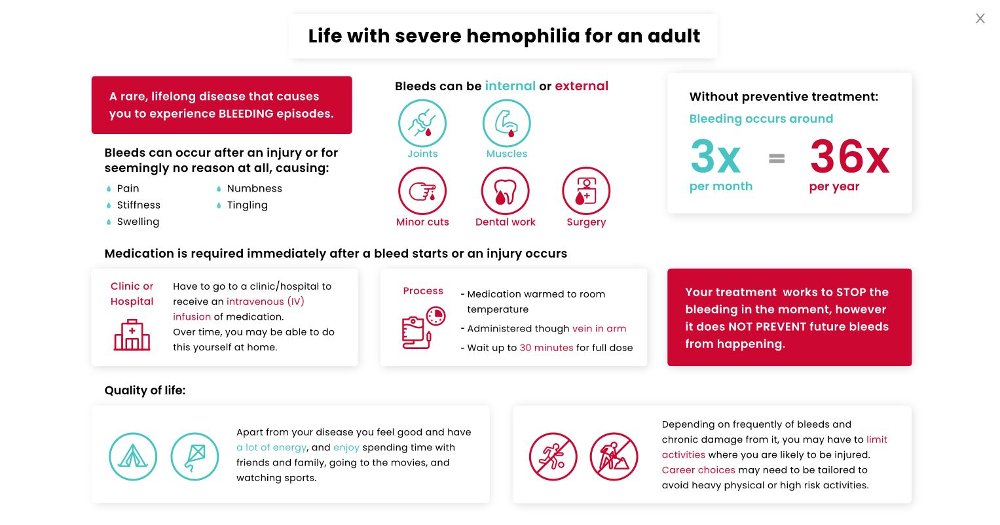 X
Life with severe hemophilia for an adult
A rare, lifelong disease that causes
you to experience BLEEDING episodes.
Bleeds can occur after an injury or for
seemingly no reason at all, causing:
Pain
Stiffness
Swelling
Numbness
Tingling
Bleeds can be internal or external
Joints
Muscles
Minor cuts
Dental work
Surgery
Without preventive treatment:
Bleeding occurs around
3x = 36x
per month
per year
Medication is required immediately after a bleed starts or an injury occurs
Clinic or
Hospital
Have to go to a clinic/hospital to
receive an intravenous (IV)
infusion of medication.
Over time, you may be able to do
this yourself at home.
Process
- Medication warmed to room
temperature
- Administered though vein in arm
- Wait up to 30 minutes for full dose
Your treatment works to STOP the
bleeding in the moment, however
it does NOT PREVENT future bleeds
from happening.
Quality of life:
Apart from your disease you feel good and have
a lot of energy, and enjoy spending time with
friends and family, going to the movies, and
watching sports.
Depending on frequently of bleeds and
chronic damage from it, you may have to limit
activities where you are likely to be injured.
Career choices may need to be tailored to
avoid heavy physical or high risk activities.